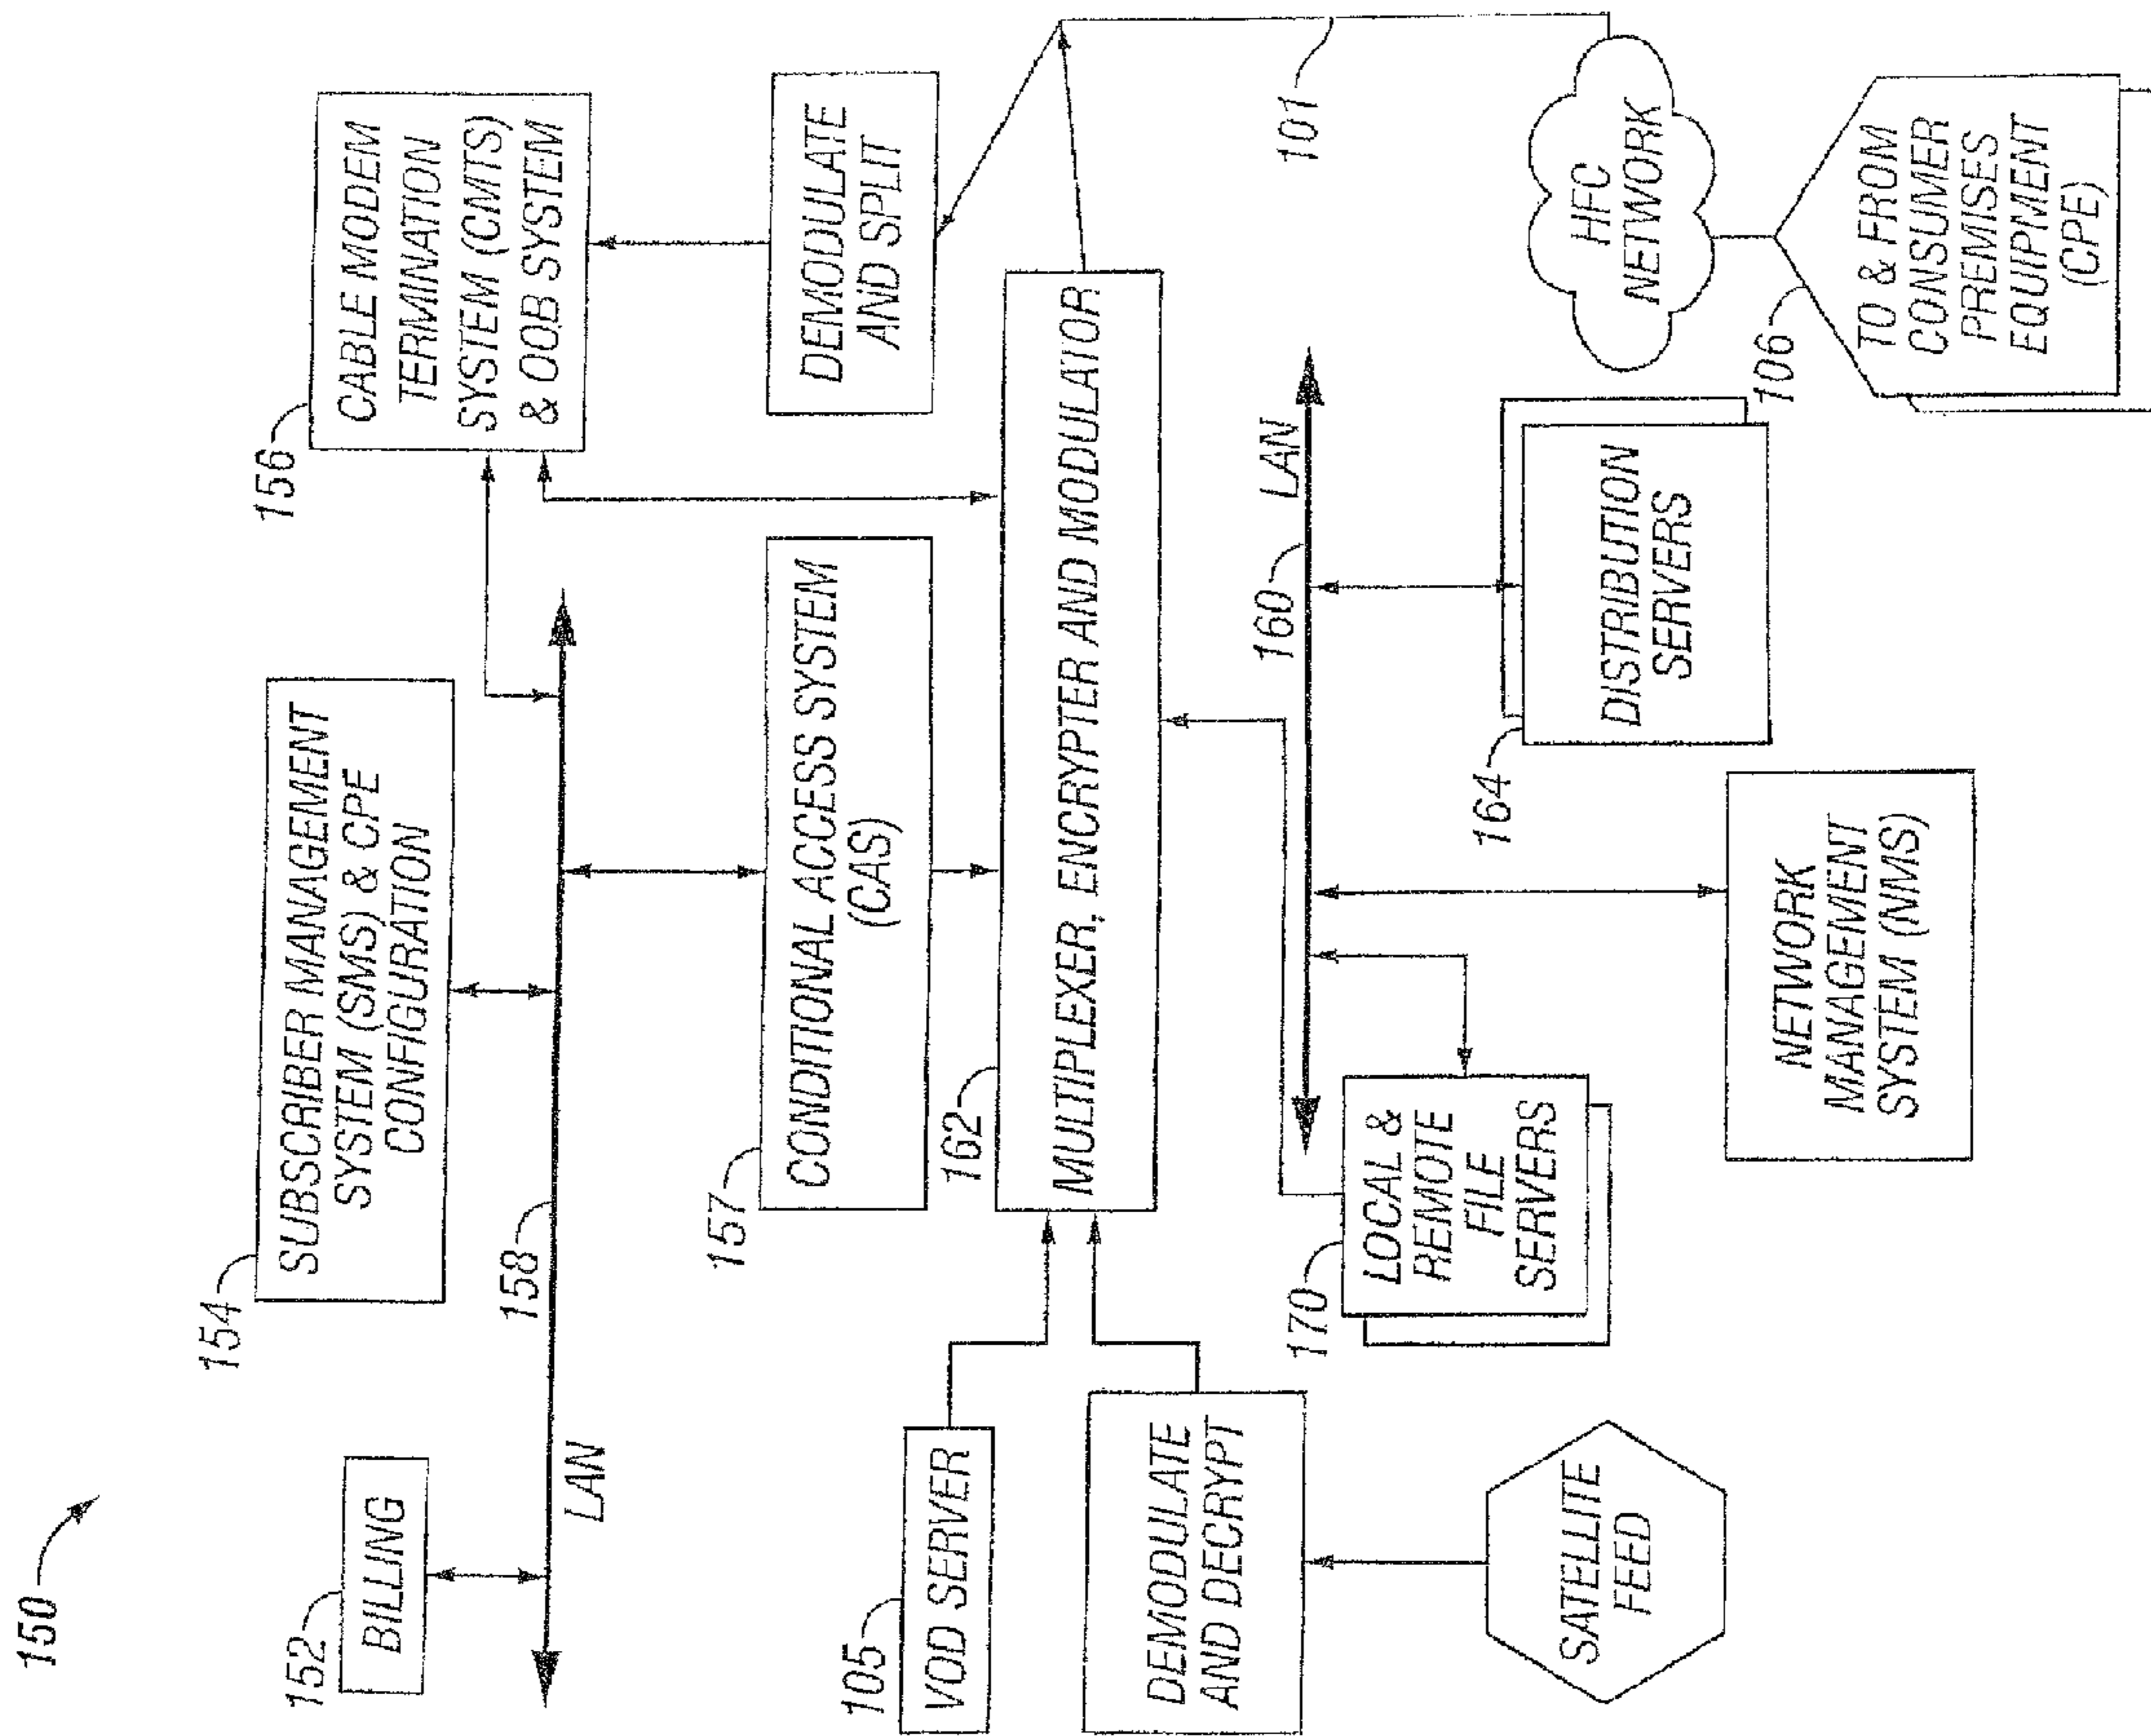 150
152
BILLING
154
SUBSCRIBER MANAGEMENT
SYSTEM (SMS) & CPE
CONFIGURATION
156
CABLE MODEM
TERMINATION
SYSTEM (CMTS)
& OOB SYSTEM
158
LAN
157
CONDITIONAL ACCESS SYSTEM
(CAS)
DEMODULATE
AND SPLIT
105
VOD SERVER
162
MULTIPLEXER, ENCRYPTER AND MODULATOR
DEMODULATE
AND DECRYPT
160
LAN
101
170
LOCAL &
REMOTE
FILE
SERVERS
164
DISTRIBUTION
SERVERS
HFC
NETWORK
SATELLITE
FEED
NETWORK
MANAGEMENT
SYSTEM (NMS)
106
TO & FROM
CONSUMER
PREMISES
EQUIPMENT
(CPE)